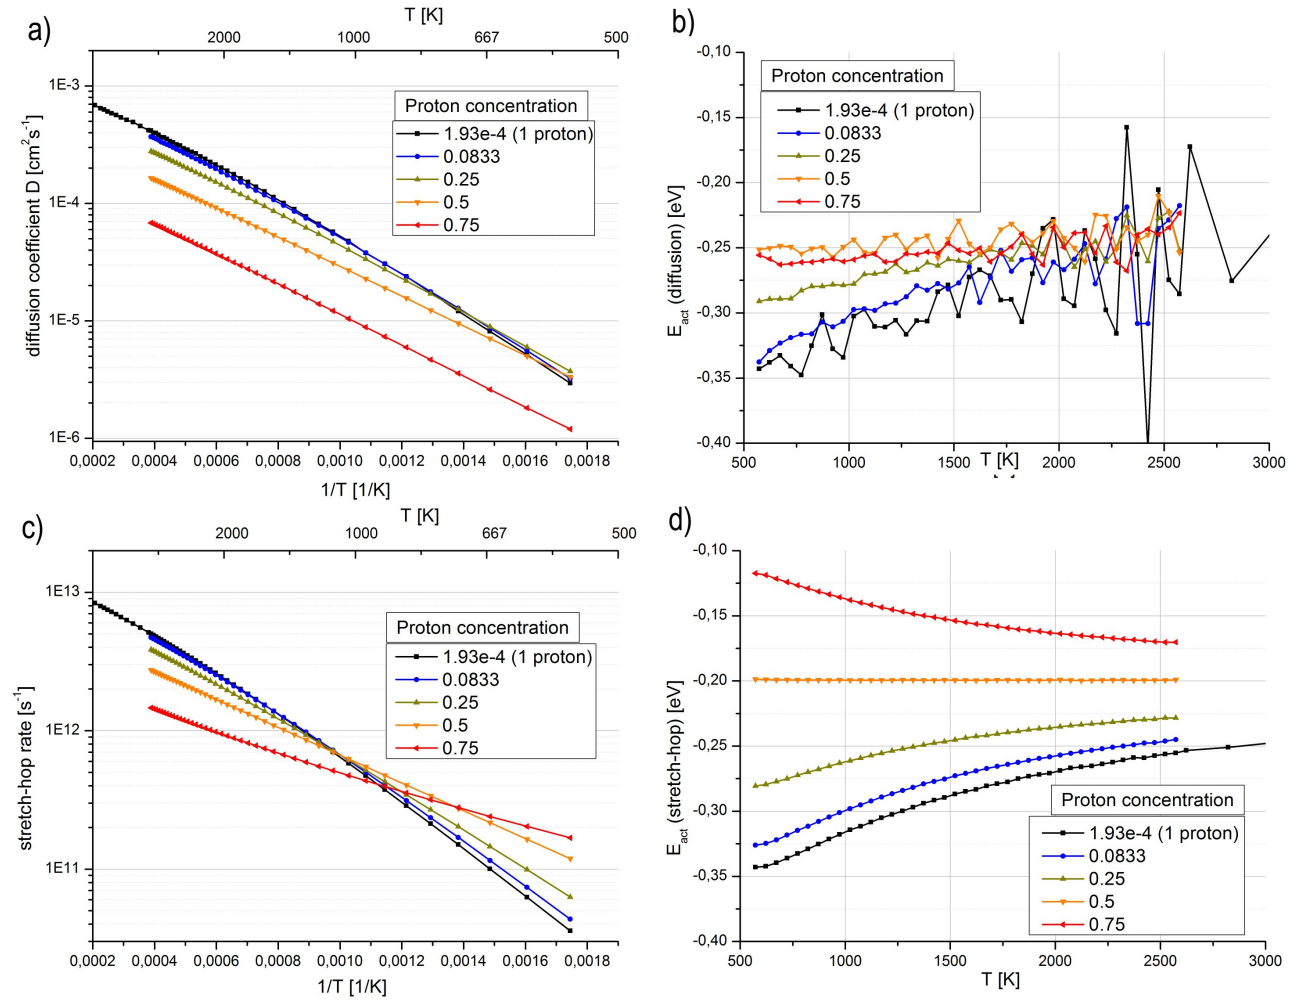 a)
T [K]
2000
1000
667
500
1E-3
1E-4
1E-5
1E-6
diffusion coefficient D [cm²s⁻¹]
Proton concentration
1.93e-4 (1 proton)
0.0833
0.25
0.5
0.75
0,0002
0,0004
0,0006
0,0008
0,0010
0,0012
0,0014
0,0016
0,0018
1/T [1/K]
b)
-0,10
-0,15
-0,20
-0,25
-0,30
-0,35
-0,40
E_act (diffusion) [eV]
Proton concentration
1.93e-4 (1 proton)
0.0833
0.25
0.5
0.75
500
1000
1500
2000
2500
3000
T [K]
c)
T [K]
2000
1000
667
500
1E13
1E12
1E11
stretch-hop rate [s⁻¹]
Proton concentration
1.93e-4 (1 proton)
0.0833
0.25
0.5
0.75
0,0002
0,0004
0,0006
0,0008
0,0010
0,0012
0,0014
0,0016
0,0018
1/T [1/K]
d)
-0,10
-0,15
-0,20
-0,25
-0,30
-0,35
-0,40
E_act (stretch-hop) [eV]
Proton concentration
1.93e-4 (1 proton)
0.0833
0.25
0.5
0.75
500
1000
1500
2000
2500
3000
T [K]